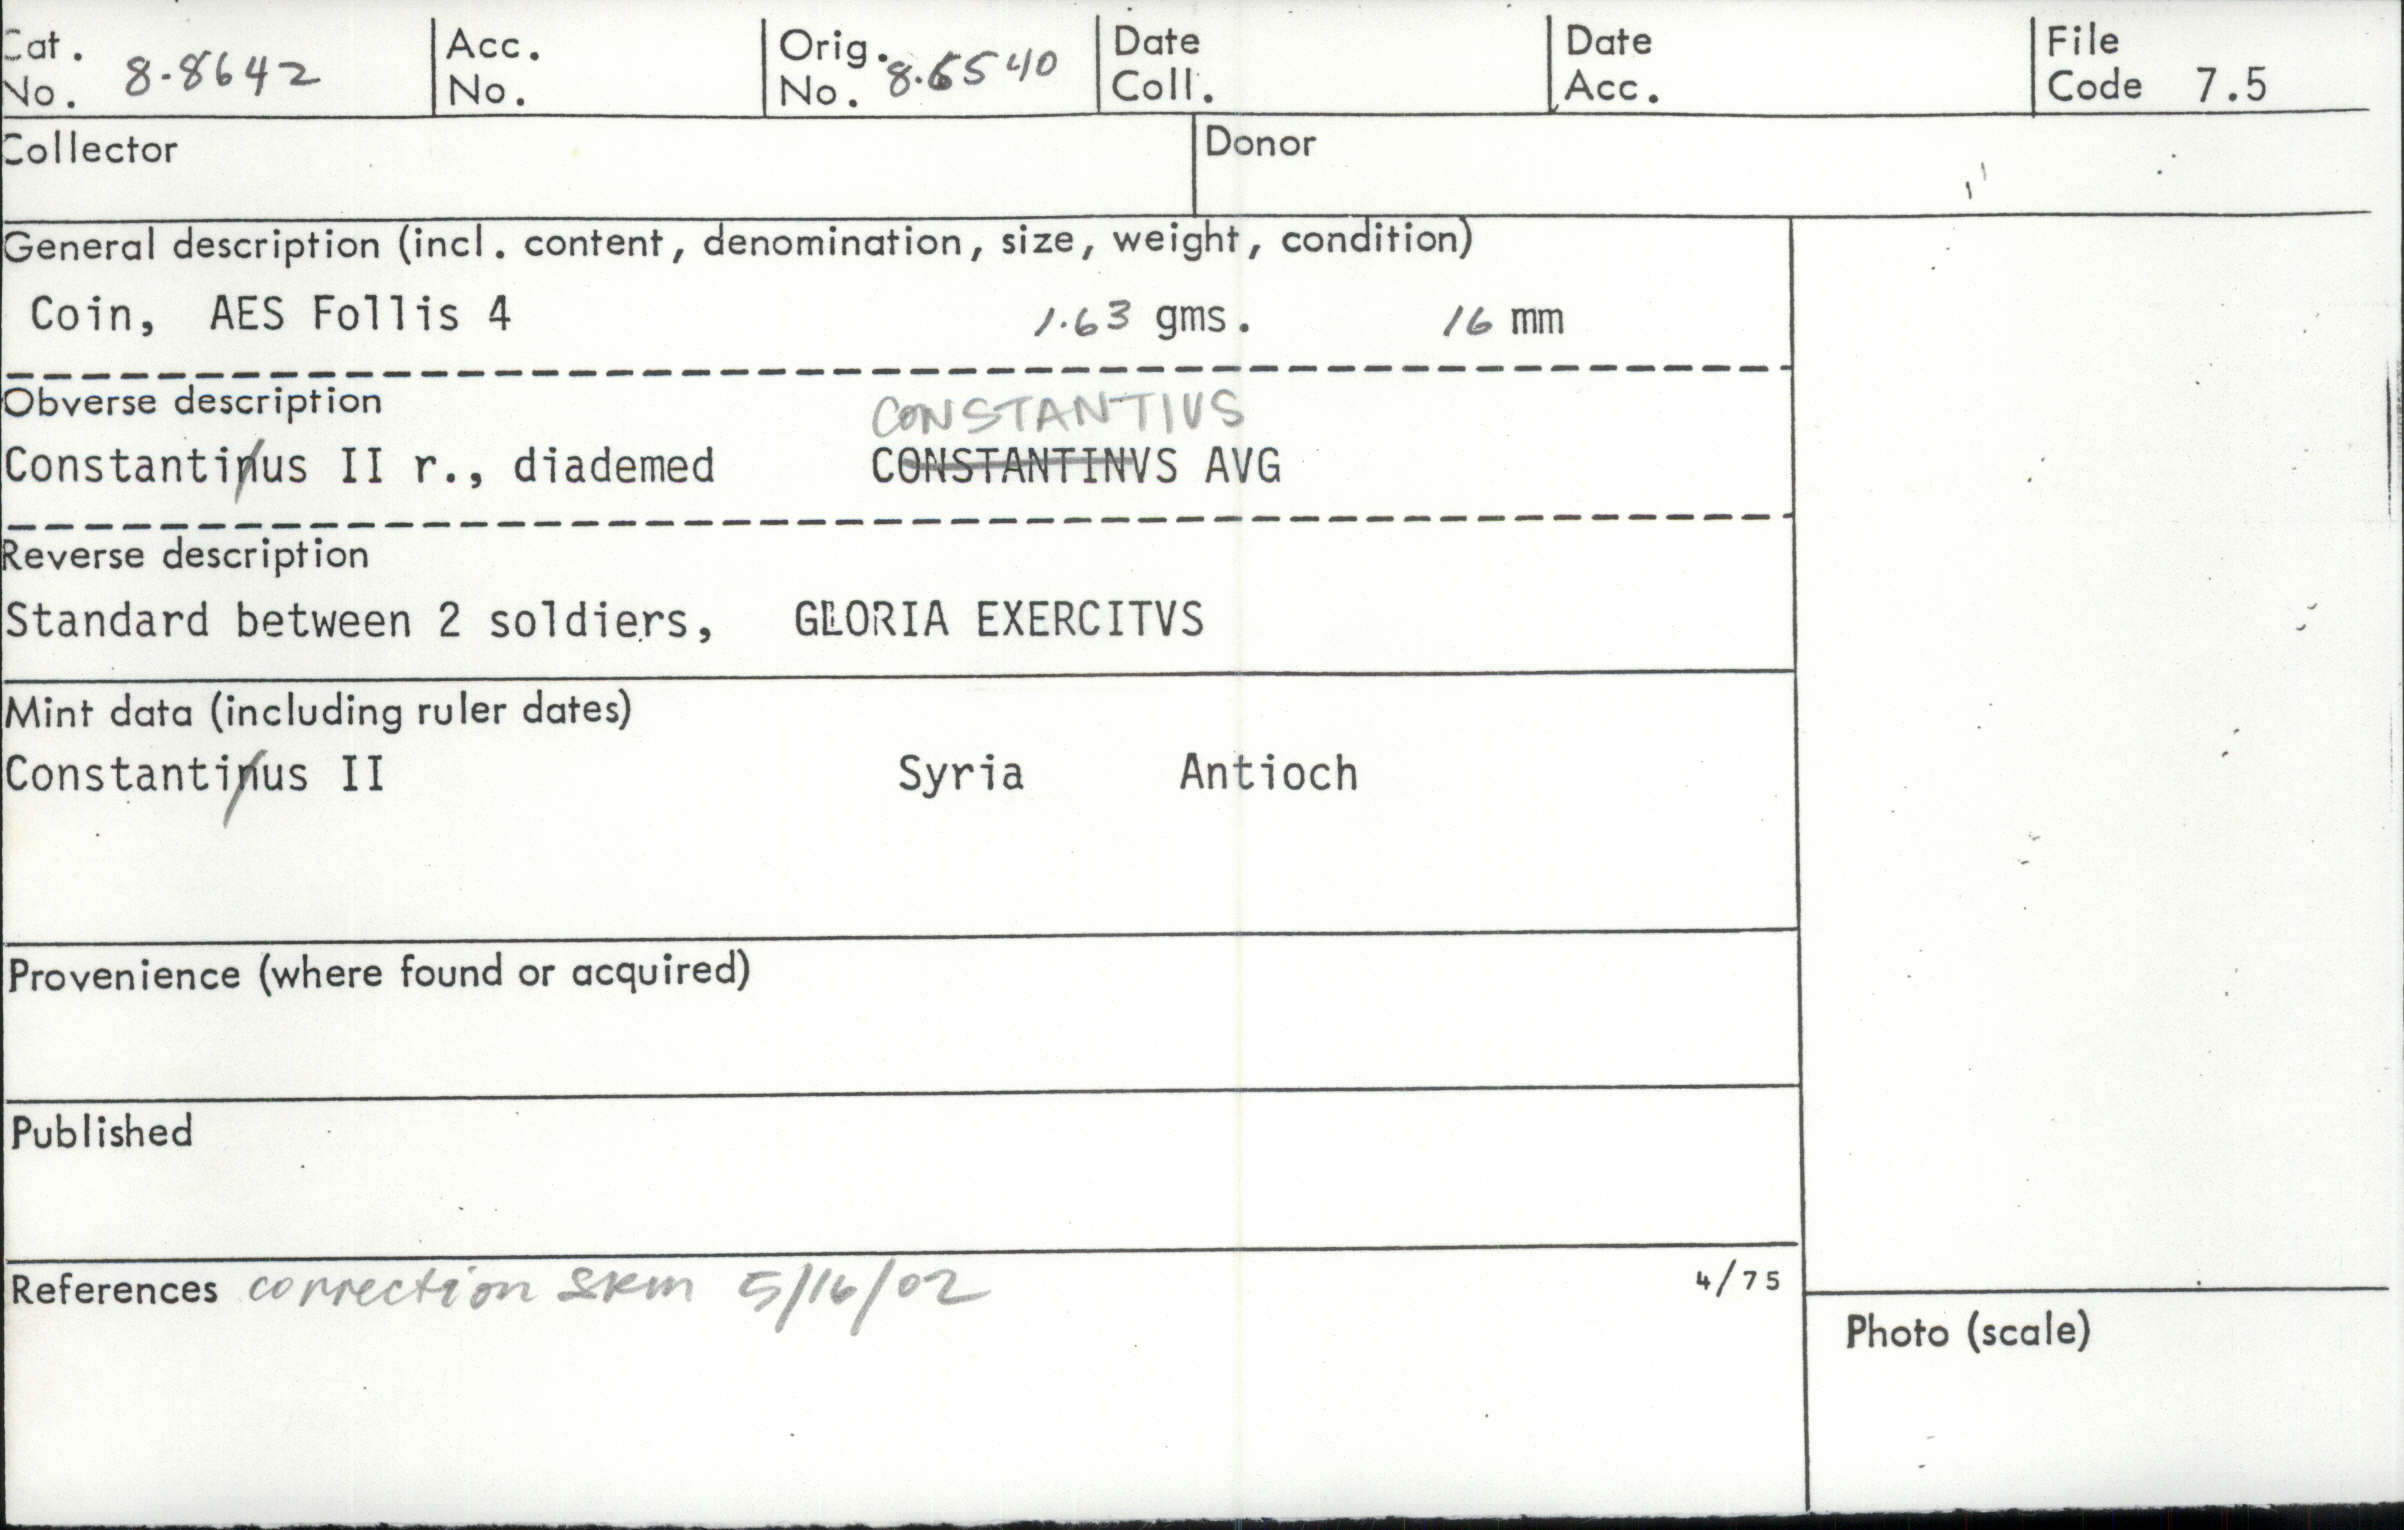 Cat. No. 8-8642
Acc. No.
Orig. No. 8.6540
Date Coll.
Date Acc.
File Code 7.5
Collector
Donor
General description (incl. content, denomination, size, weight, condition)
Coin, AES Follis 4 1.63 gms. 16 mm
Obverse description
CONSTANTIUS
Constantinus II r., diademed CONSTANTINVS AVG
Reverse description
Standard between 2 soldiers, GLORIA EXERCITVS
Mint data (including ruler dates)
Constantinus II Syria Antioch
Provenience (where found or acquired)
Published
References correction SKM 5/16/02
4/75
Photo (scale)